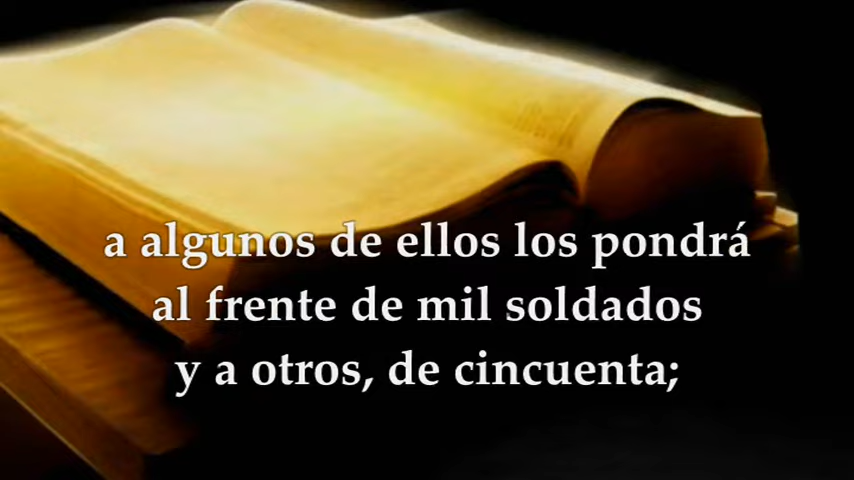 a algunos de ellos los pondrá
al frente de mil soldados
y a otros, de cincuenta;